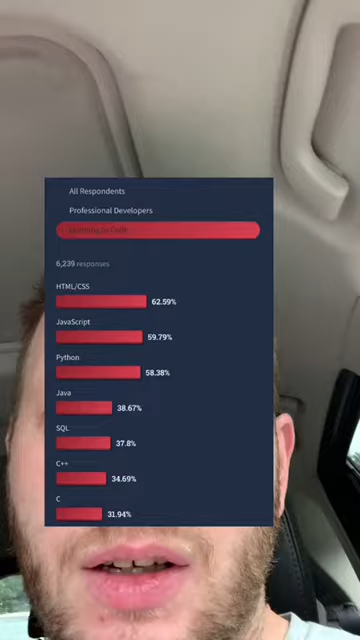 All Respondents
Professional Developers
Learning to Code
6,239 responses
HTML/CSS
62.59%
JavaScript
59.79%
Python
58.38%
Java
38.67%
SQL
37.8%
C++
34.69%
C
31.94%